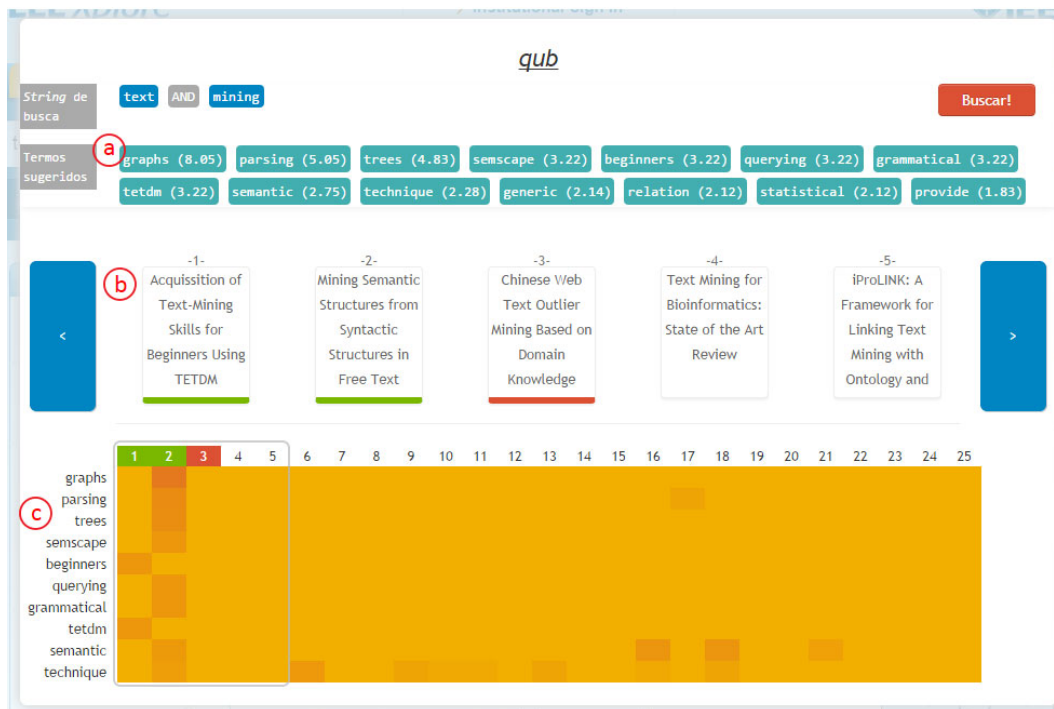 Institutional Sign In
qub
String de
busca
text AND mining
Buscar!
a
Termos
sugeridos
graphs (8.05) parsing (5.05) trees (4.83) semscape (3.22) beginners (3.22) querying (3.22) grammatical (3.22)
tetdm (3.22) semantic (2.75) technique (2.28) generic (2.14) relation (2.12) statistical (2.12) provide (1.83)
b
<
-1-
Acquissition of
Text-Mining
Skills for
Beginners Using
TETDM
-2-
Mining Semantic
Structures from
Syntactic
Structures in
Free Text
-3-
Chinese Web
Text Outlier
Mining Based on
Domain
Knowledge
-4-
Text Mining for
Bioinformatics:
State of the Art
Review
-5-
iProLINK: A
Framework for
Linking Text
Mining with
Ontology and
>
1 2 3 4 5 6 7 8 9 10 11 12 13 14 15 16 17 18 19 20 21 22 23 24 25
c
graphs
parsing
trees
semscape
beginners
querying
grammatical
tetdm
semantic
technique